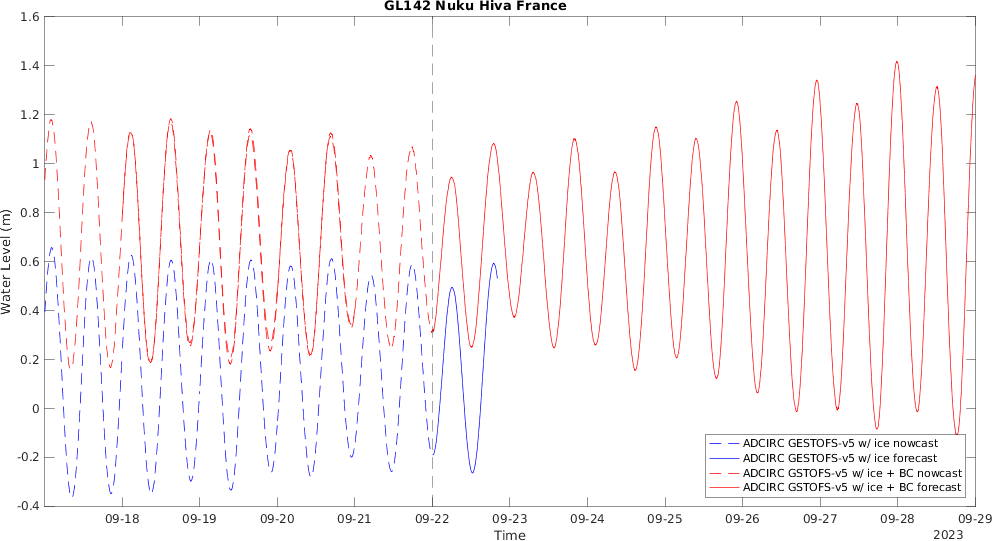 GL142 Nuku Hiva France
1.6
1.4
1.2
1
0.8
0.6
0.4
0.2
0
-0.2
-0.4
Water Level (m)
09-18 09-19 09-20 09-21 09-22 09-23 09-24 09-25 09-26 09-27 09-28 09-29
Time
2023
ADCIRC GESTOFS-v5 w/ ice nowcast
ADCIRC GESTOFS-v5 w/ ice forecast
ADCIRC GSTOFS-v5 w/ ice + BC nowcast
ADCIRC GSTOFS-v5 w/ ice + BC forecast